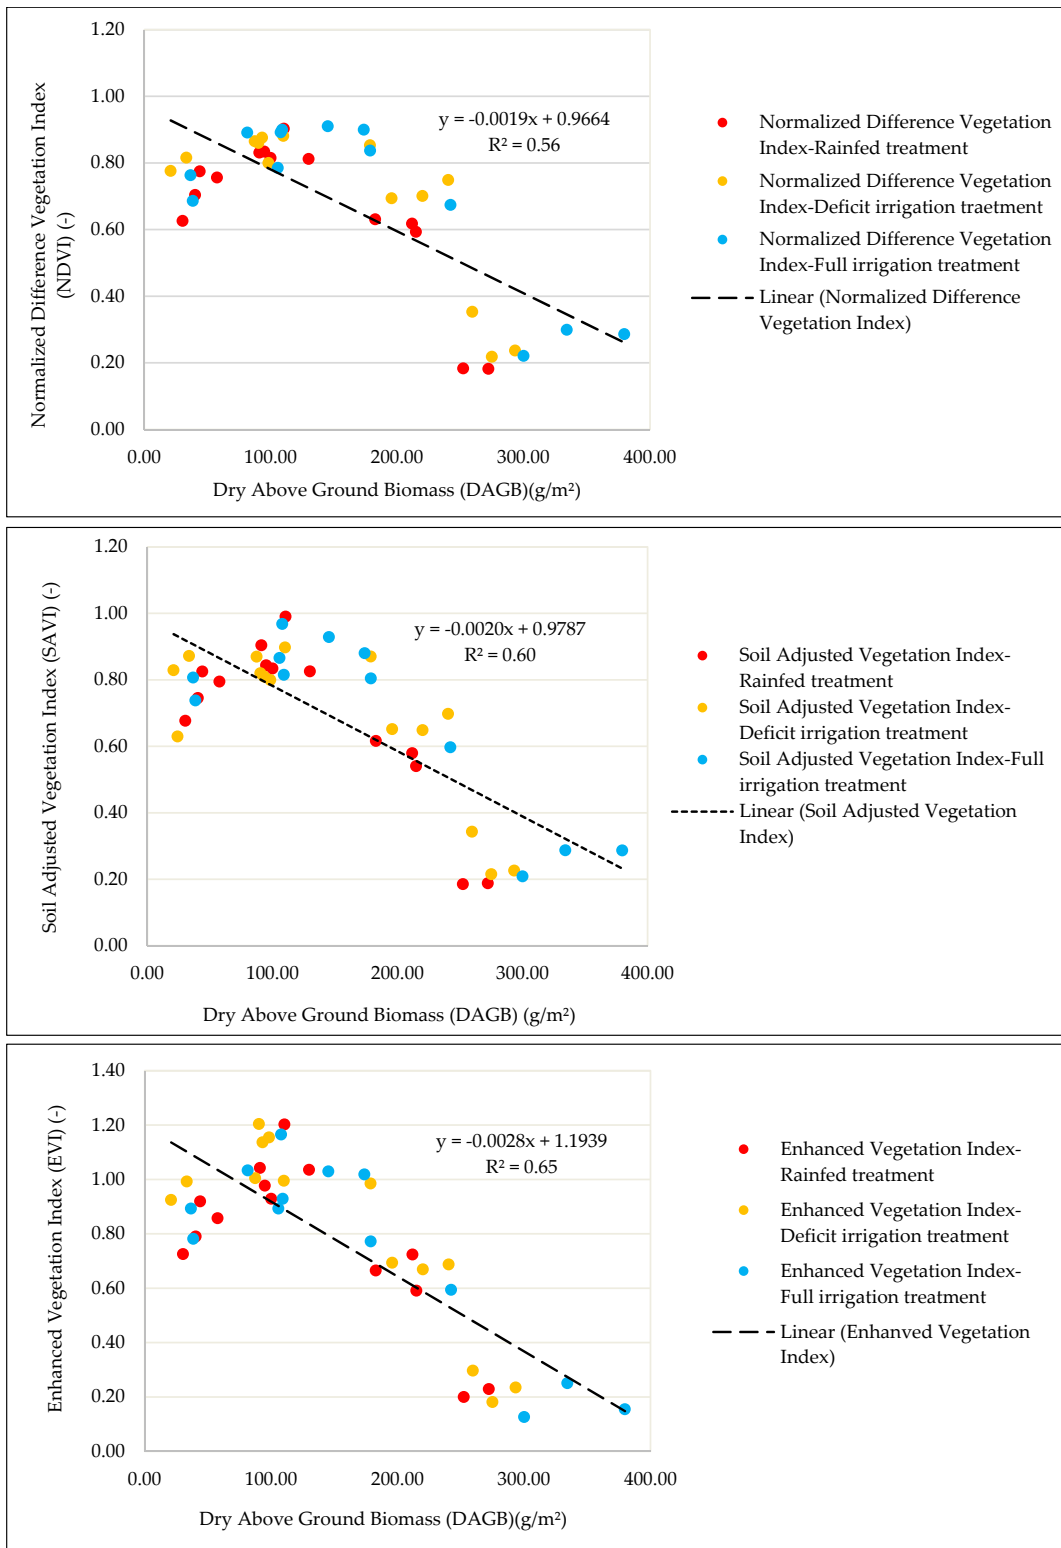 1.20
1.00
0.80
0.60
0.40
0.20
0.00
0.00
100.00
200.00
300.00
400.00
Normalized Difference Vegetation Index
(NDVI) (-)
Dry Above Ground Biomass (DAGB)(g/m²)
y = -0.0019x + 0.9664
R² = 0.56
Normalized Difference Vegetation
Index-Rainfed treatment
Normalized Difference Vegetation
Index-Deficit irrigation traetment
Normalized Difference Vegetation
Index-Full irrigation treatment
Linear (Normalized Difference
Vegetation Index)
1.20
1.00
0.80
0.60
0.40
0.20
0.00
0.00
100.00
200.00
300.00
400.00
Soil Adjusted Vegetation Index (SAVI) (-)
Dry Above Ground Biomass (DAGB) (g/m²)
y = -0.0020x + 0.9787
R² = 0.60
Soil Adjusted Vegetation Index-
Rainfed treatment
Soil Adjusted Vegetation Index-
Deficit irrigation treatment
Soil Adjusted Vegetation Index-Full
irrigation treatment
Linear (Soil Adjusted Vegetation
Index)
1.40
1.20
1.00
0.80
0.60
0.40
0.20
0.00
0.00
100.00
200.00
300.00
400.00
Enhanced Vegetation Index (EVI) (-)
Dry Above Ground Biomass (DAGB)(g/m²)
y = -0.0028x + 1.1939
R² = 0.65
Enhanced Vegetation Index-
Rainfed treatment
Enhanced Vegetation Index-
Deficit irrigation treatment
Enhanced Vegetation Index-
Full irrigation treatment
Linear (Enhanved Vegetation
Index)